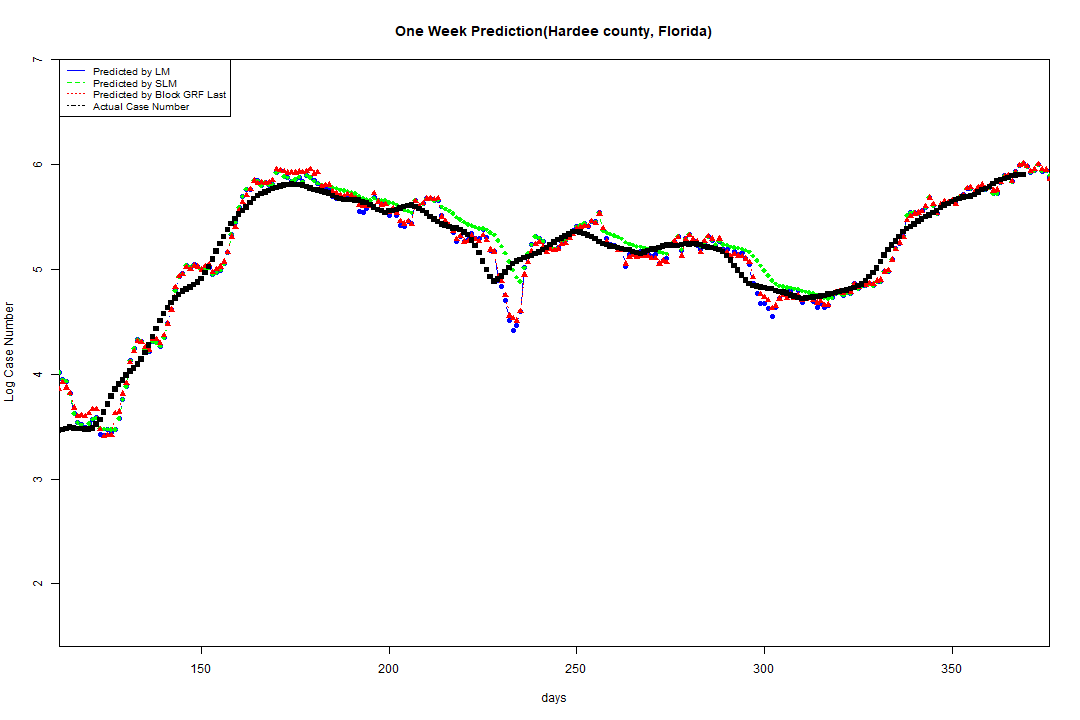 One Week Prediction(Hardee county, Florida)
7
Predicted by LM
Predicted by SLM
Predicted by Block GRF Last
Actual Case Number
6
5
4
3
2
Log Case Number
150 200 250 300 350
days